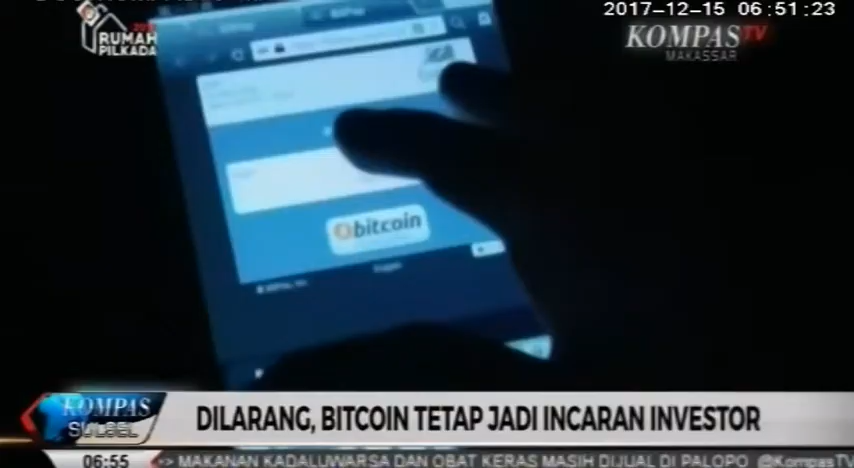 2017-12-15 06:51:23
RUMAH
PILKADA
KOMPAS TV
MAKASSAR
bitcoin
KOMPAS
SULSEL
DILARANG, BITCOIN TETAP JADI INCARAN INVESTOR
06:55
MAKANAN KADALUWARSA DAN OBAT KERAS MASIH DIJUAL DI PALOPO @KompasTV